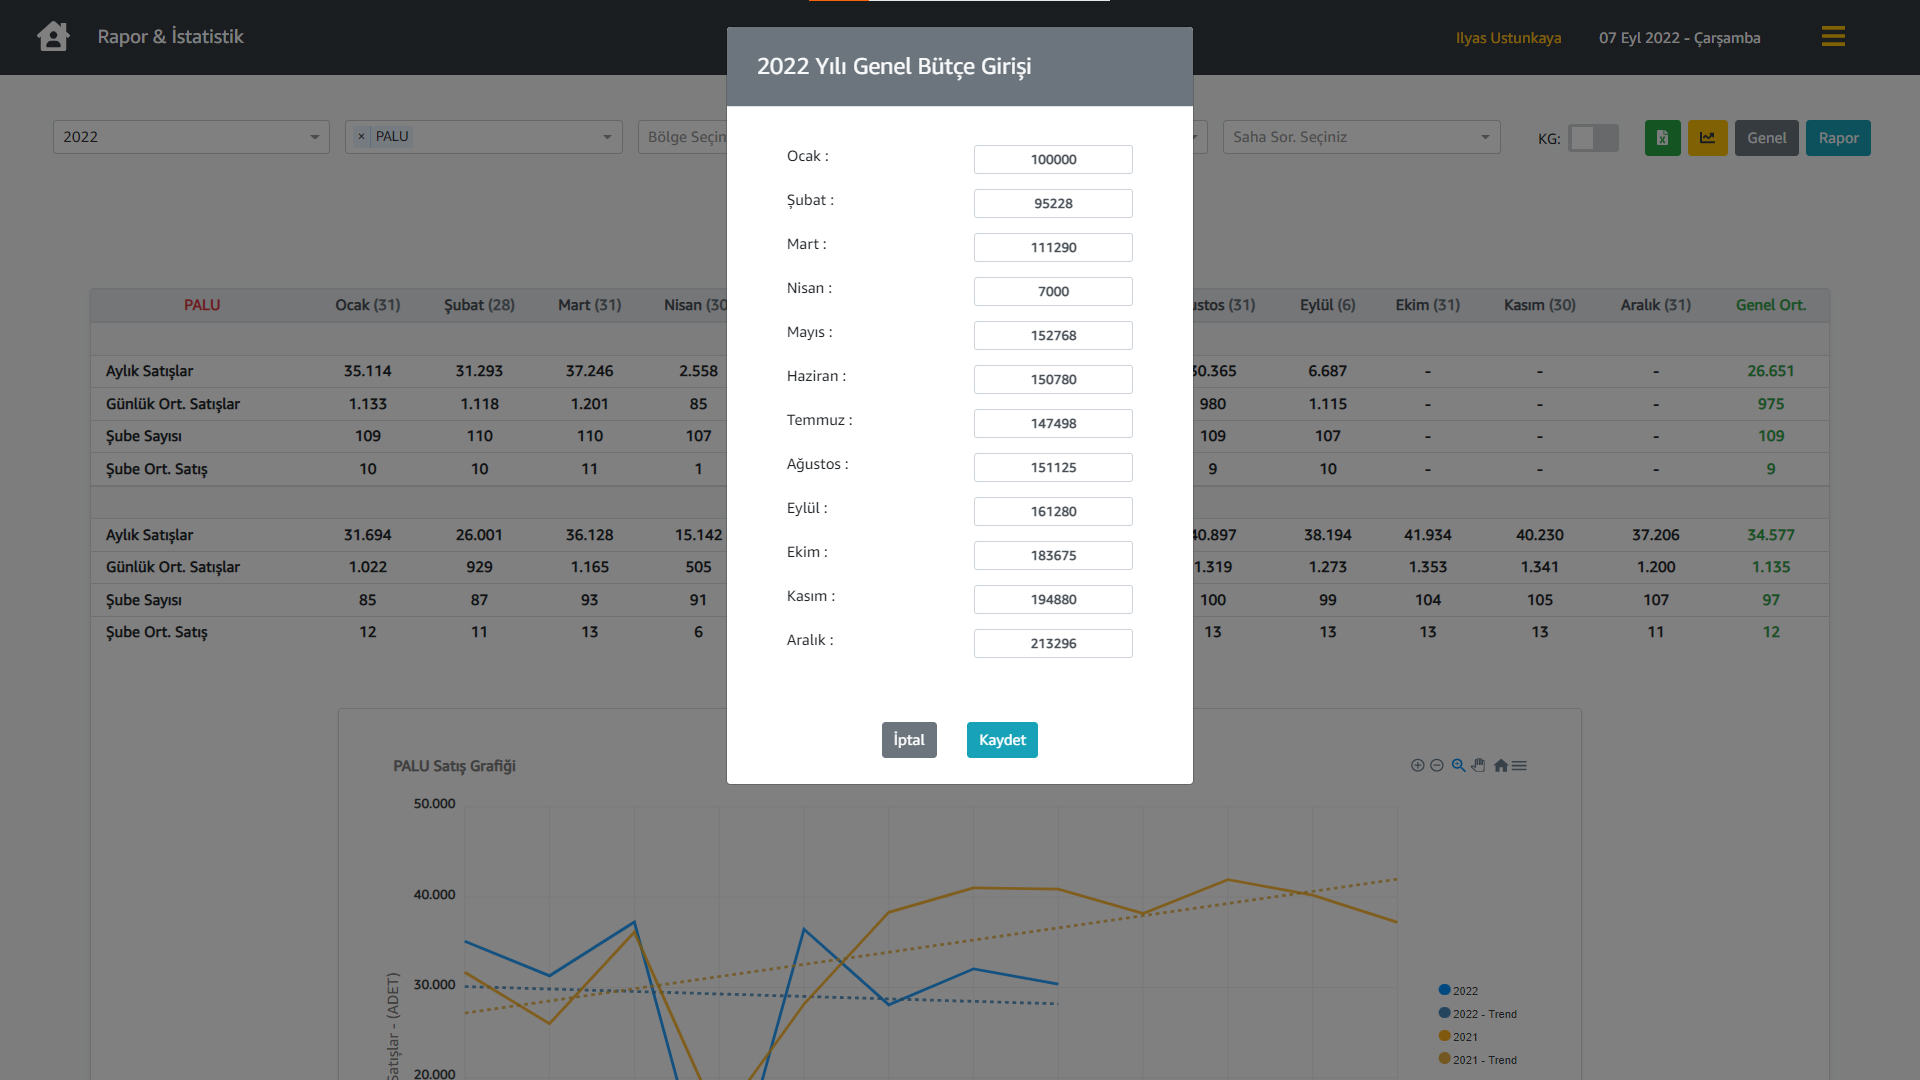 Rapor & İstatistik
Ilyas Ustunkaya
07 Eyl 2022 - Çarşamba
2022
× PALU
Bölge Seçin
Saha Sor. Seçiniz
KG:
Genel
Rapor
2022 Yılı Genel Bütçe Girişi
Ocak : 100000
Şubat : 95228
Mart : 111290
Nisan : 7000
Mayıs : 152768
Haziran : 150780
Temmuz : 147498
Ağustos : 151125
Eylül : 161280
Ekim : 183675
Kasım : 194880
Aralık : 213296
İptal
Kaydet
PALU Ocak (31) Şubat (28) Mart (31) Nisan (30 ustos (31) Eylül (6) Ekim (31) Kasım (30) Aralık (31) Genel Ort.
Aylık Satışlar 35.114 31.293 37.246 2.558 30.365 6.687 - - - 26.651
Günlük Ort. Satışlar 1.133 1.118 1.201 85 980 1.115 - - - 975
Şube Sayısı 109 110 110 107 109 107 - - - 109
Şube Ort. Satış 10 10 11 1 9 10 - - - 9
Aylık Satışlar 31.694 26.001 36.128 15.142 40.897 38.194 41.934 40.230 37.206 34.577
Günlük Ort. Satışlar 1.022 929 1.165 505 1.319 1.273 1.353 1.341 1.200 1.135
Şube Sayısı 85 87 93 91 100 99 104 105 107 97
Şube Ort. Satış 12 11 13 6 13 13 13 13 11 12
PALU Satış Grafiği
50.000
40.000
30.000
20.000
Satışlar - (ADET)
2022
2022 - Trend
2021
2021 - Trend